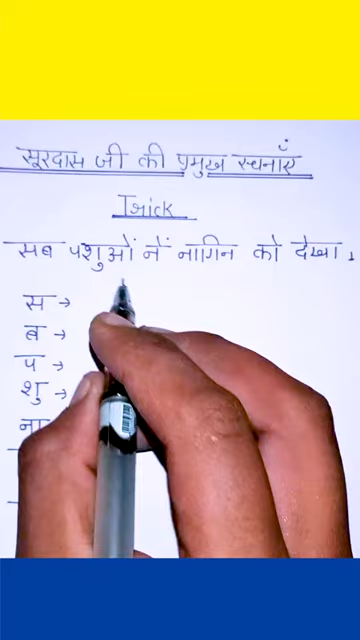 सूरदास जी की प्रमुख रचनाएँ
Trick
सब पशुओं नें नागिन को देखा।
स →
ब →
प →
शु →
ना